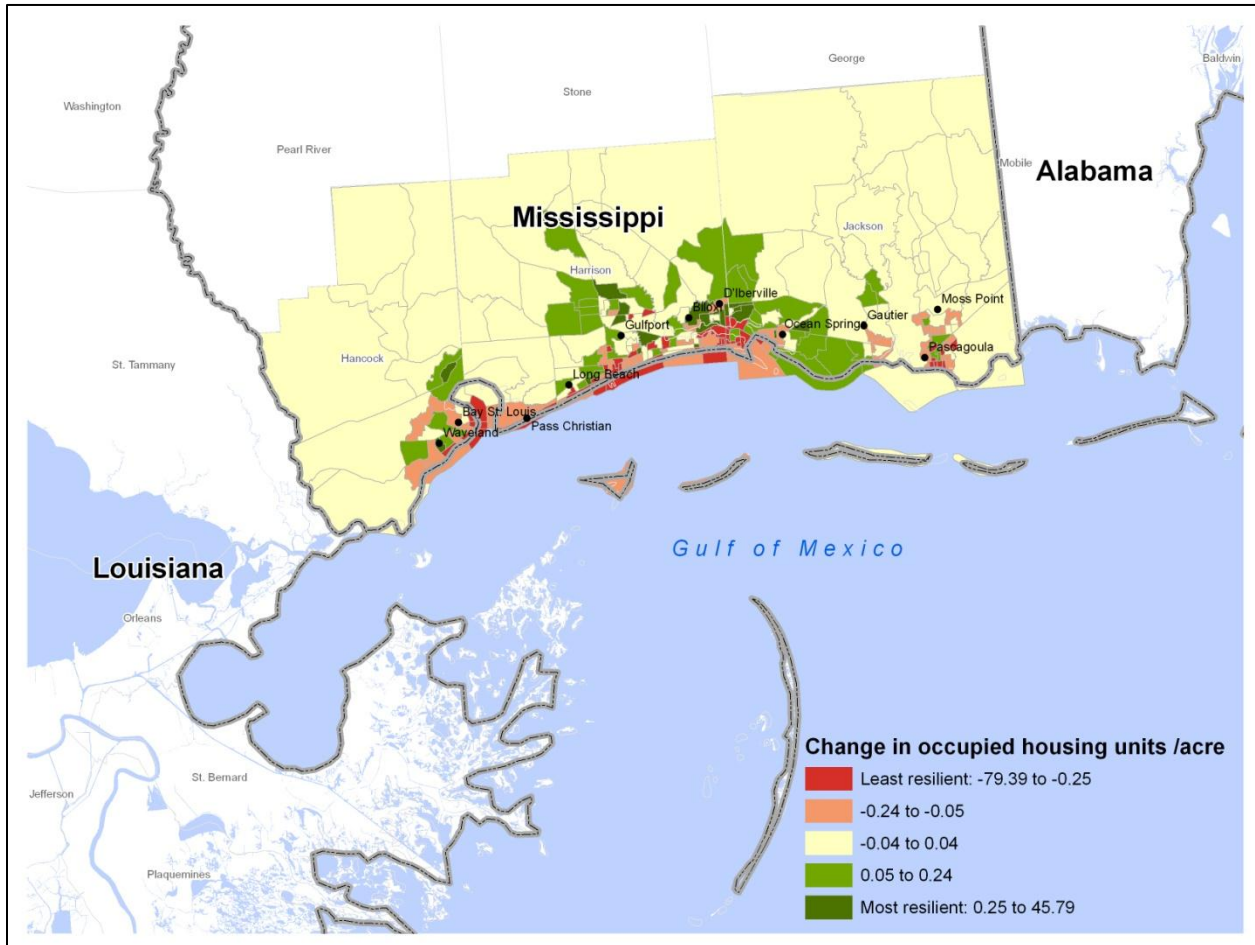 George
Baldwin
Stone
Washington
Pearl River
Mobile
Alabama
Mississippi
Jackson
Harrison
D'Iberville
Moss Point
Biloxi
Gautier
Ocean Springs
Gulfport
Hancock
Pascagoula
St. Tammany
Long Beach
Bay St. Louis
Pass Christian
Waveland
Gulf of Mexico
Louisiana
Orleans
Change in occupied housing units /acre
Least resilient: -79.39 to -0.25
St. Bernard
Jefferson
-0.24 to -0.05
-0.04 to 0.04
Plaquemines
0.05 to 0.24
Most resilient: 0.25 to 45.79